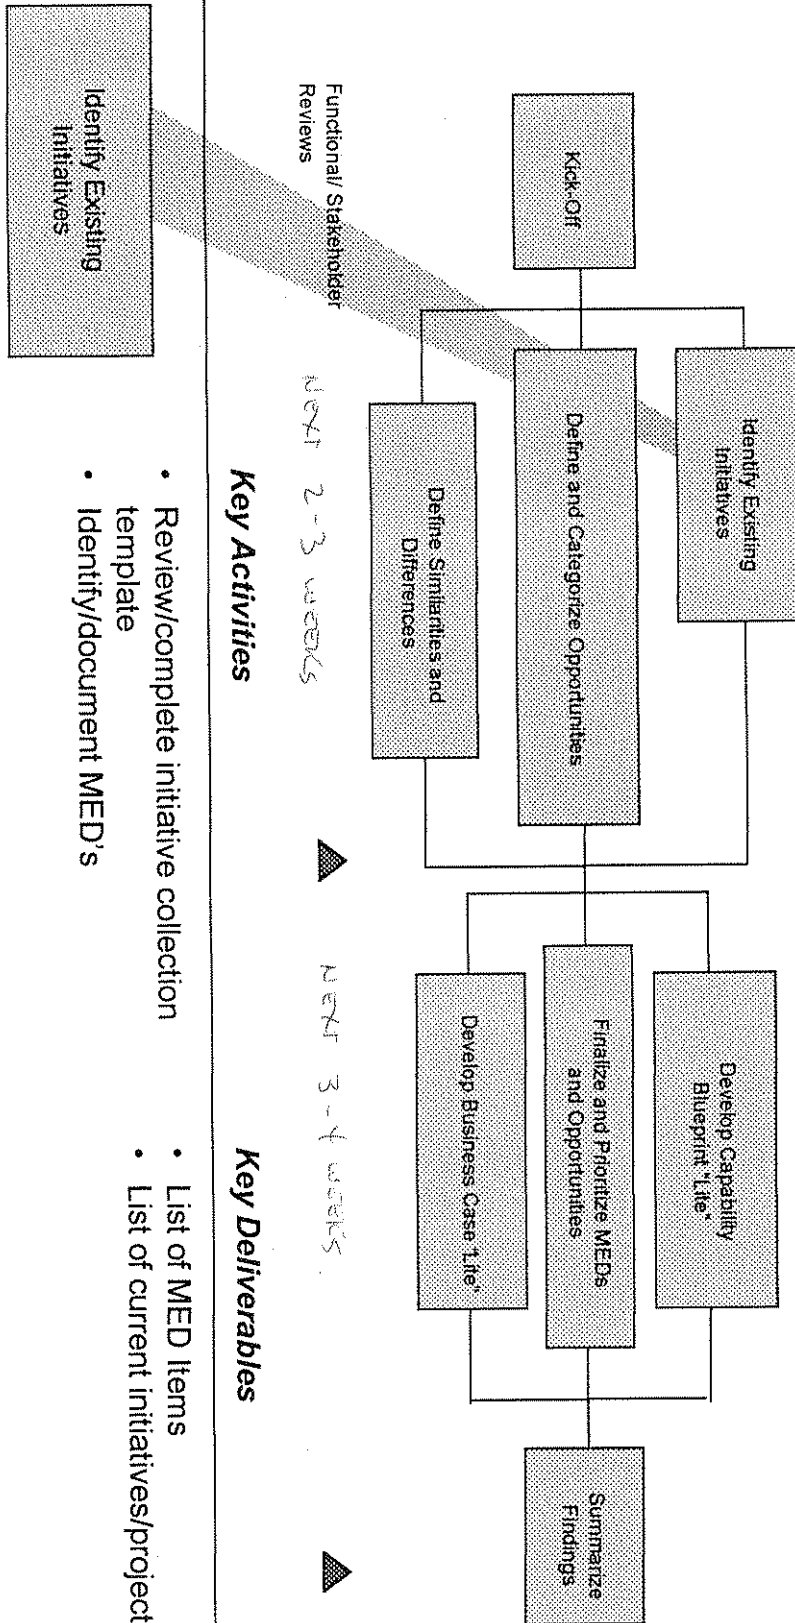 Kick-Off
Identify Existing
Initiatives
Define and Categorize Opportunities
Define Similarities and
Differences
Develop Capability
Blueprint "Lite"
Finalize and Prioritize MEDs
and Opportunities
Develop Business Case "Lite"
Summarize
Findings
Functional/ Stakeholder
Reviews
NEXT 2-3 WEEKS
NEXT 3-4 WEEKS.
Key Activities
Key Deliverables
Identify Existing
Initiatives
• Review/complete initiative collection
template
• Identify/document MED's
• List of MED Items
• List of current initiatives/project